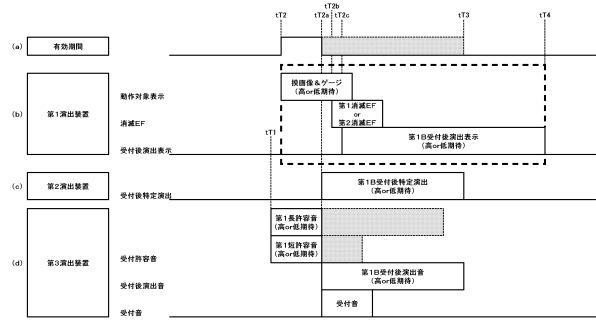 tT2b
tT2 tT2a tT2c tT3 tT4
(a) 有効期間
(b) 第1演出装置
動作対象表示
操画像&ゲージ
(高or低期待)
消滅EF
第1消滅EF
or
第2消滅EF
受付後演出表示
第1B受付後演出表示
(高or低期待)
tT1
(c) 第2演出装置
受付後特定演出
第1B受付後特定演出
(高or低期待)
(d) 第3演出装置
第1長許容音
(高or低期待)
受付許容音
第1短許容音
(高or低期待)
受付後演出音
第1B受付後演出音
(高or低期待)
受付音
受付音